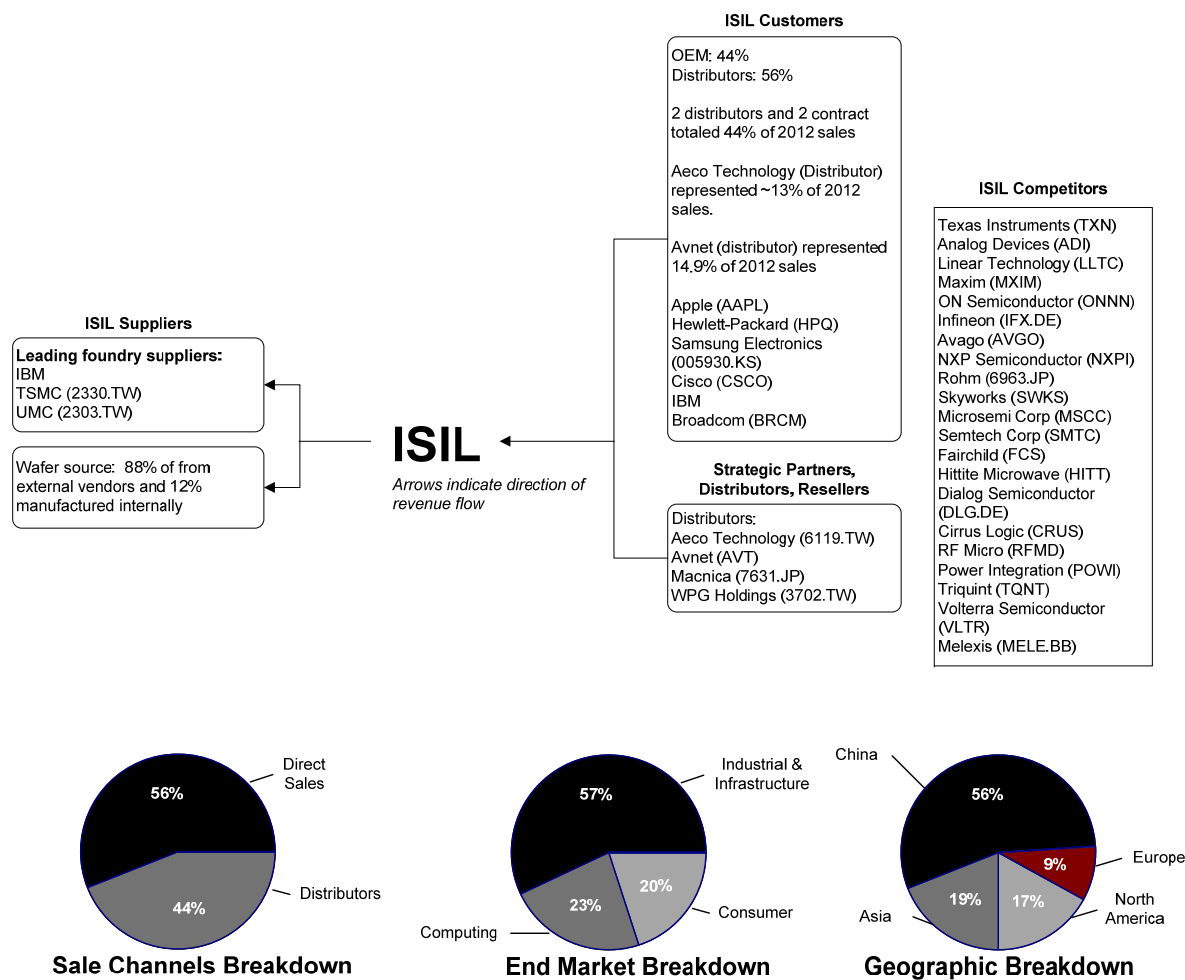 ISIL Customers
OEM: 44%
Distributors: 56%
2 distributors and 2 contract
totaled 44% of 2012 sales
Aeco Technology (Distributor)
represented ~13% of 2012
sales.
Avnet (distributor) represented
14.9% of 2012 sales
Apple (AAPL)
Hewlett-Packard (HPQ)
Samsung Electronics
(005930.KS)
Cisco (CSCO)
IBM
Broadcom (BRCM)
ISIL Competitors
Texas Instruments (TXN)
Analog Devices (ADI)
Linear Technology (LLTC)
Maxim (MXIM)
ON Semiconductor (ONNN)
Infineon (IFX.DE)
Avago (AVGO)
NXP Semiconductor (NXPI)
Rohm (6963.JP)
Skyworks (SWKS)
Microsemi Corp (MSCC)
Semtech Corp (SMTC)
Fairchild (FCS)
Hittite Microwave (HITT)
Dialog Semiconductor
(DLG.DE)
Cirrus Logic (CRUS)
RF Micro (RFMD)
Power Integration (POWI)
Triquint (TQNT)
Volterra Semiconductor
(VLTR)
Melexis (MELE.BB)
ISIL Suppliers
Leading foundry suppliers:
IBM
TSMC (2330.TW)
UMC (2303.TW)
Wafer source: 88% of from
external vendors and 12%
manufactured internally
ISIL
Arrows indicate direction of
revenue flow
Strategic Partners,
Distributors, Resellers
Distributors:
Aeco Technology (6119.TW)
Avnet (AVT)
Macnica (7631.JP)
WPG Holdings (3702.TW)
Direct
Sales
56%
Distributors
44%
Sale Channels Breakdown
Industrial &
Infrastructure
57%
20%
23%
Consumer
Computing
End Market Breakdown
China
56%
Europe
9%
19%
17%
Asia
North
America
Geographic Breakdown